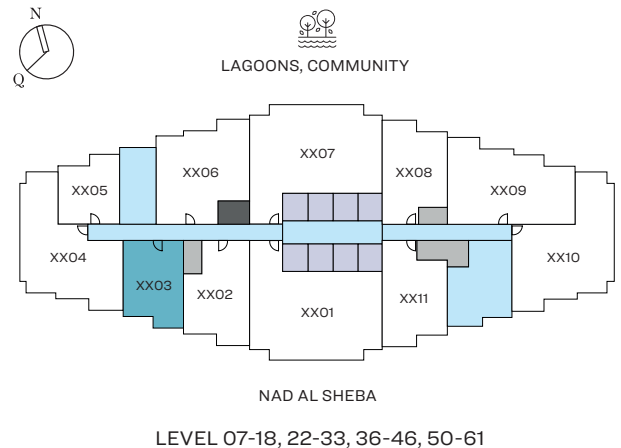 N
Q
LAGOONS, COMMUNITY
XX07
XX06
XX08
XX05
XX09
XX04
XX10
XX03
XX02
XX11
XX01
NAD AL SHEBA
LEVEL 07-18, 22-33, 36-46, 50-61